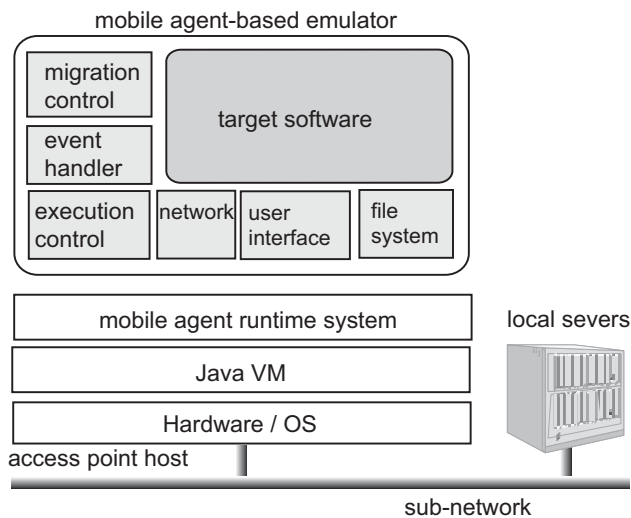 mobile agent-based emulator
migration
control
target software
event
handler
execution
control
network
user
interface
file
system
mobile agent runtime system
local severs
Java VM
Hardware / OS
access point host
sub-network